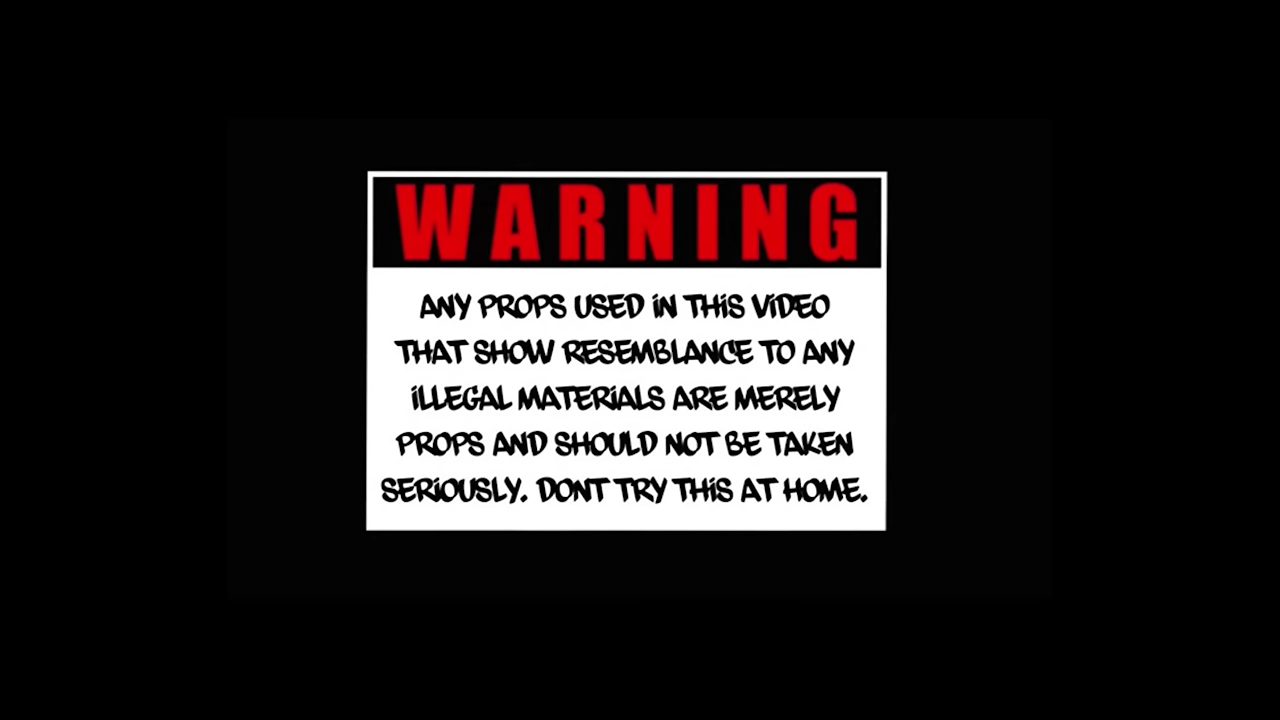 WARNING
ANY PROPS USED iN THiS ViDEO
THAT SHOW RESEMBLANCE TO ANY
iLLEGAL MATERiALS ARE MERELY
PROPS AND SHOULD NOT BE TAKEN
SERiOUSLY. DONT TRY THiS AT HOME.